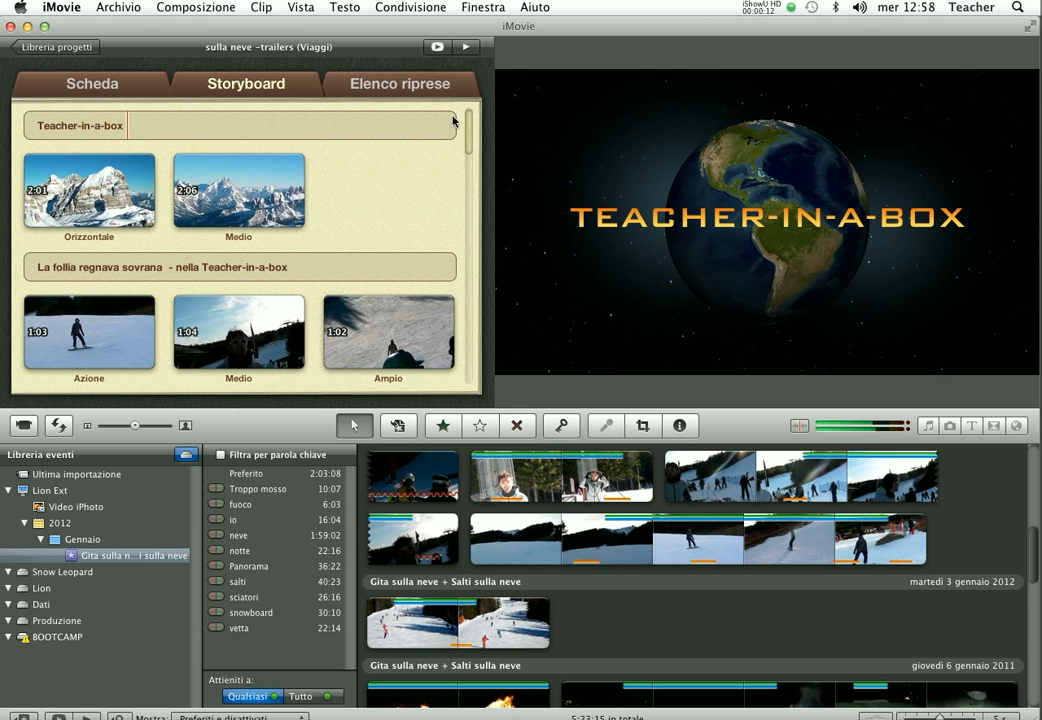 iMovie Archivio Composizione Clip Vista Testo Condivisione Finestra Aiuto
iShowU HD
00:00:12
mer 12:58 Teacher
iMovie
Libreria progetti
sulla neve -trailers (Viaggi)
Scheda
Storyboard
Elenco riprese
Teacher-in-a-box
2:01
2:06
Orizzontale
Medio
La follia regnava sovrana - nella Teacher-in-a-box
1:03
1:04
1:02
Azione
Medio
Ampio
TEACHER-IN-A-BOX
Libreria eventi
Ultima importazione
Lion Ext
Video iPhoto
2012
Gennaio
Gita sulla n...i sulla neve
Snow Leopard
Lion
Dati
Produzione
BOOTCAMP
Filtra per parola chiave
Preferito 2:03:08
Troppo mosso 10:07
fuoco 6:03
io 16:04
neve 1:59:02
notte 22:16
Panorama 36:22
salti 40:23
sciatori 26:16
snowboard 30:10
vetta 22:14
Attieniti a:
Qualsiasi Tutto
Gita sulla neve + Salti sulla neve martedì 3 gennaio 2012
Gita sulla neve + Salti sulla neve giovedì 6 gennaio 2011
Mostra: Preferiti e disattivati
5:23:15 in totale
5 s